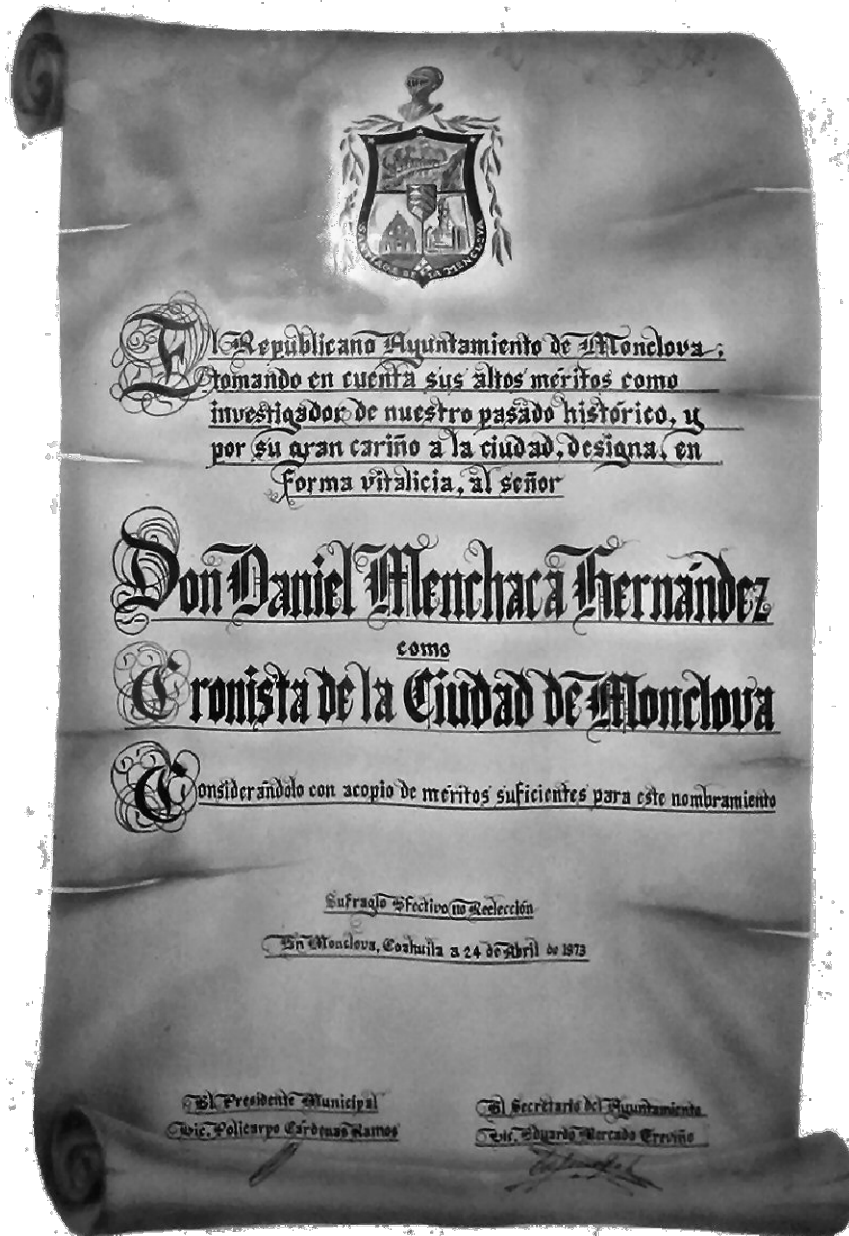 SANTIAGO DE LA MONCLOVA
El Republicano Ayuntamiento de Monclova;
tomando en cuenta sus altos méritos como
investigador de nuestro pasado histórico, y
por su gran cariño a la ciudad, designa, en
forma vitalicia, al señor
Don Daniel Menchaca Hernández
como
Cronista de la Ciudad de Monclova
Considerándolo con acopio de méritos suficientes para este nombramiento
Sufragio Efectivo no Reelección
En Monclova, Coahuila a 24 de Abril de 1973
El Presidente Municipal
Lic. Policarpo Cárdenas Ramos
El Secretario del Ayuntamiento
Lic. Eduardo Mercado Treviño